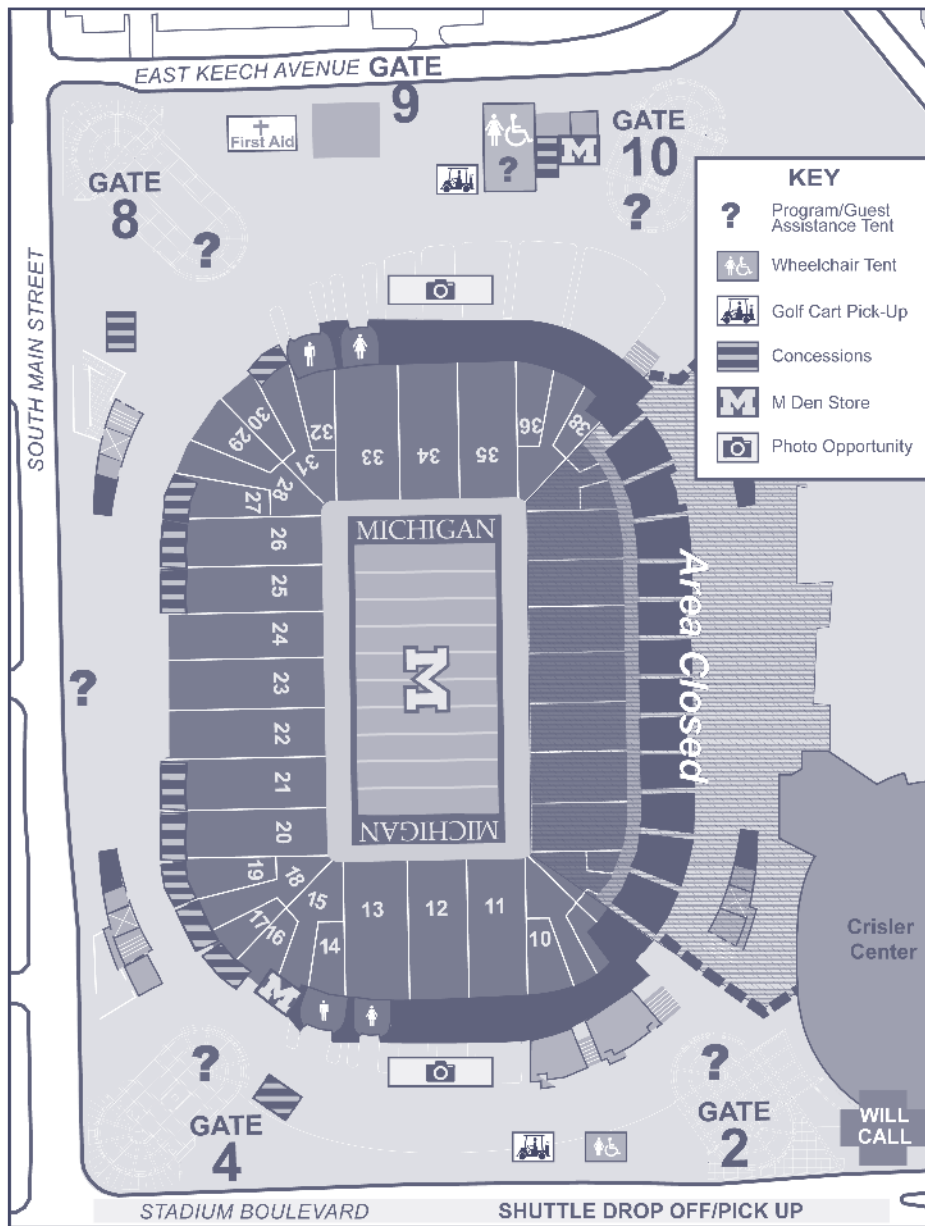 EAST KEECH AVENUE
GATE
9
First Aid
?
M
GATE
10
?
GATE
8
?
KEY
?
Program/Guest
Assistance Tent
Wheelchair Tent
Golf Cart Pick-Up
Concessions
M
M Den Store
Photo Opportunity
SOUTH MAIN STREET
30
29
32
31
33
34
35
36
38
28
27
26
25
24
23
22
21
20
19
18
17
16
15
14
13
12
11
10
MICHIGAN
M
MICHIGAN
Area Closed
?
M
Crisler
Center
?
GATE
4
?
GATE
2
WILL
CALL
STADIUM BOULEVARD
SHUTTLE DROP OFF/PICK UP